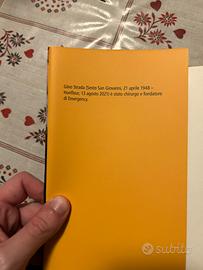 Gino Strada (Sesto San Giovanni, 21 aprile 1948 –
Honfleur, 13 agosto 2021) è stato chirurgo e fondatore
di Emergency.
subito